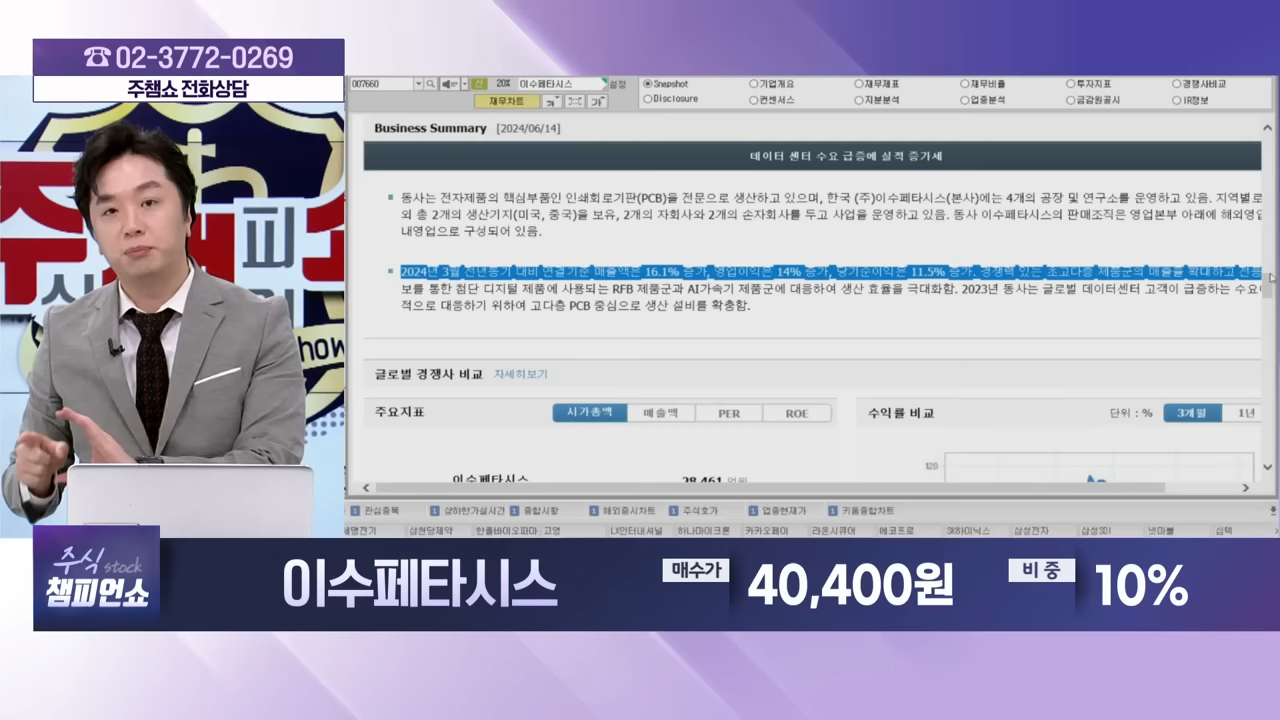 ☎02-3772-0269
주챔쇼 전화상담
007660
신 20% 이수페타시스 설정
재무차트
Snapshot 기업개요 재무제표 재무비율 투자지표 경쟁사비교
Disclosure 컨센서스 지분분석 업종분석 금감원공시 IR정보
Business Summary [2024/06/14]
데이터 센터 수요 급증에 실적 증가세
동사는 전자제품의 핵심부품인 인쇄회로기판(PCB)을 전문으로 생산하고 있으며, 한국 (주)이수페타시스(본사)에는 4개의 공장 및 연구소를 운영하고 있음. 지역별로
외 총 2개의 생산기지(미국, 중국)을 보유, 2개의 자회사와 2개의 손자회사를 두고 사업을 운영하고 있음. 동사 이수페타시스의 판매조직은 영업본부 아래에 해외영업
내영업으로 구성되어 있음.
2024년 3월 전년동기 대비 연결기준 매출액은 16.1% 증가, 영업이익은 14% 증가, 당기순이익은 11.5% 증가. 경쟁력 있는 초고다층 제품군의 매출을 확대하고 전용
보를 통한 첨단 디지털 제품에 사용되는 RFB 제품군과 AI가속기 제품군에 대응하여 생산 효율을 극대화함. 2023년 동사는 글로벌 데이터센터 고객이 급증하는 수요
적으로 대응하기 위하여 고다층 PCB 중심으로 생산 설비를 확충함.
글로벌 경쟁사 비교 자세히보기
주요지표 시가총액 매출액 PER ROE
수익률 비교 단위 : % 3개월 1년
120
이수페타시스 28,461 억원
관심종목 상하한가실시간 종합시황 해외증시차트 주식호가 업종현재가 키움종합차트
세명전기 삼천당제약 한올바이오파마 고영 LX인터내셔널 하나마이크론 카카오페이 라온시큐어 에코프로 SK하이닉스 삼성전자 삼성SDI 넷마블 심텍
주식 stock
챔피언쇼
이수페타시스
매수가 40,400원
비중 10%